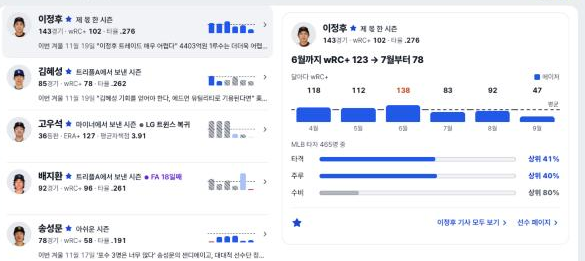 이정후 ★ 제 몫 한 시즌
143경기 · wRC+ 102 · 타율 .276
이번 겨울 11월 19일 "이정후 트레이드 매우 어렵다" 4403억원 1루수는 더더욱 어렵...
김혜성 ★ 트리플A에서 보낸 시즌
85경기 · wRC+ 78 · 타율 .262
이번 겨울 11월 19일 "김혜성 기회를 얻어야 한다, 에드먼 유틸리티로 기용된다면"
고우석 ★ 마이너에서 보낸 시즌 ● LG 트윈스 복귀
36등판 · ERA+ 127 · 평균자책점 3.91
배지환 ★ 트리플A에서 보낸 시즌 ● FA 18일째
92경기 · wRC+ 96 · 타율 .261
송성문 ★ 아쉬운 시즌
78경기 · wRC+ 58 · 타율 .191
이번 겨울 11월 17일 '포수 3명은 너무 많다' 송성문의 샌디에이고, 대대적 선수단 정...
이정후 ★ 제 몫 한 시즌
143경기 · wRC+ 102 · 타율 .276
6월까지 wRC+ 123 → 7월부터 78
달마다 wRC+
메이저
118 112 138 83 92 47
평균
4월 5월 6월 7월 8월 9월
MLB 타자 465명 중
타격 상위 41%
주루 상위 40%
수비 상위 80%
★ 이정후 기사 모두 보기 › 선수 페이지 ›